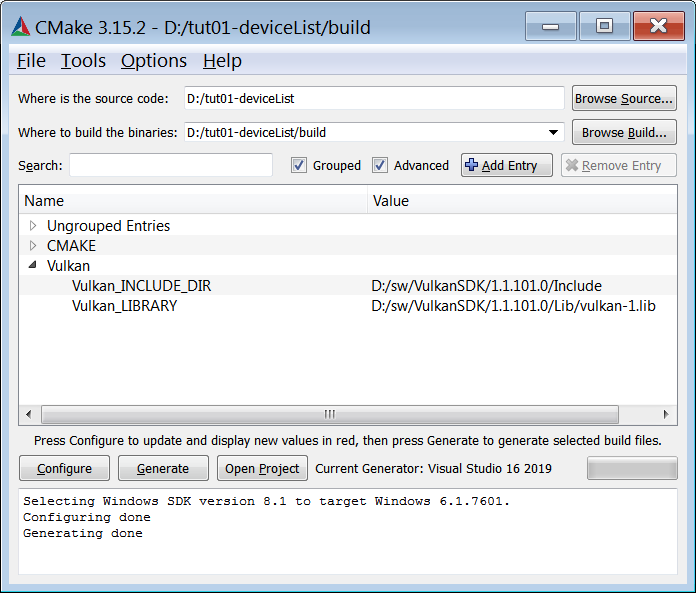 CMake 3.15.2 - D:/tut01-deviceList/build
File Tools Options Help
Where is the source code: D:/tut01-deviceList Browse Source...
Where to build the binaries: D:/tut01-deviceList/build Browse Build...
Search: Grouped Advanced Add Entry Remove Entry
Name Value
Ungrouped Entries
CMAKE
Vulkan
Vulkan_INCLUDE_DIR D:/sw/VulkanSDK/1.1.101.0/Include
Vulkan_LIBRARY D:/sw/VulkanSDK/1.1.101.0/Lib/vulkan-1.lib
Press Configure to update and display new values in red, then press Generate to generate selected build files.
Configure Generate Open Project Current Generator: Visual Studio 16 2019
Selecting Windows SDK version 8.1 to target Windows 6.1.7601.
Configuring done
Generating done